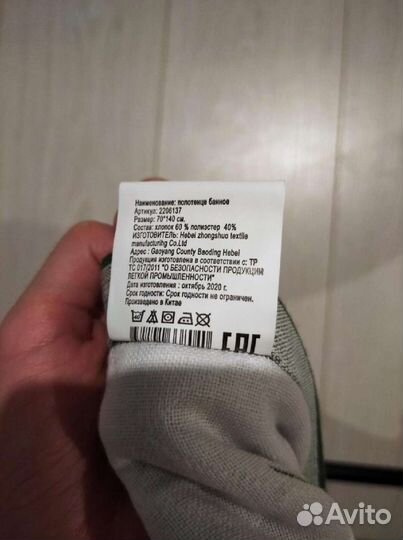 Наименование: полотенце банное
Артикул: 2296137
Размер: 70*140 см.
Состав: хлопок 60 % полиэстер 40%
ИЗГОТОВИТЕЛЬ: Hebei zhongshuo textile
manufacturing Co.Ltd
Адрес : Gaoyang County Baoding Hebei
Продукция изготовлена в соответствии с: ТР
ТС 017/2011 "О БЕЗОПАСНОСТИ ПРОДУКЦИИ
ЛЕГКОЙ ПРОМЫШЛЕННОСТИ"
Дата изготовления : октябрь 2020 г.
Срок годности: Срок годности не ограничен.
Произведено в Китае
EAC
Avito